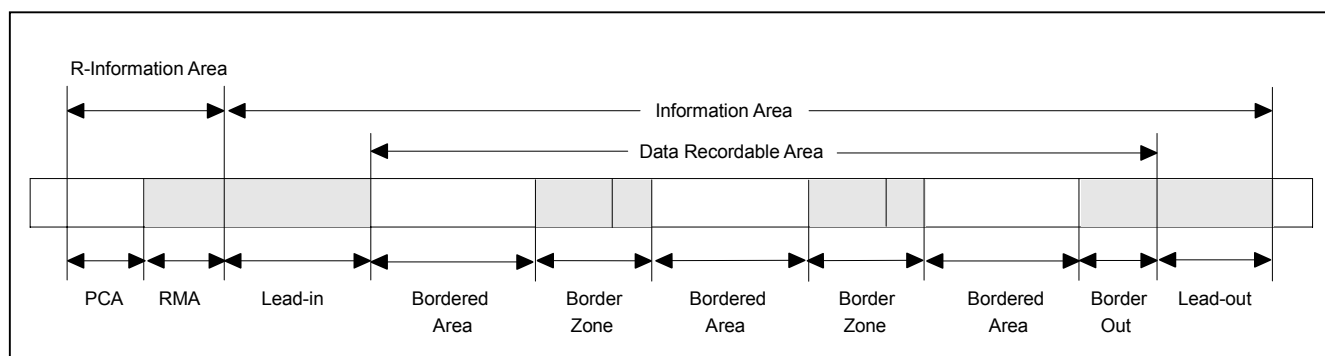 R-Information Area
Information Area
Data Recordable Area
PCA RMA Lead-in Bordered Border Bordered Border Bordered Border Lead-out
Area Zone Area Zone Area Out